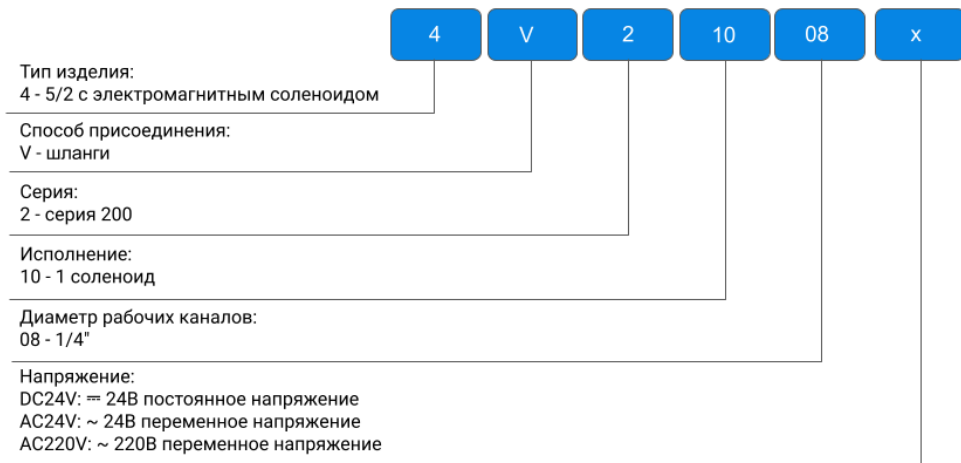 4 V 2 10 08 x
Тип изделия:
4 - 5/2 с электромагнитным соленоидом
Способ присоединения:
V - шланги
Серия:
2 - серия 200
Исполнение:
10 - 1 соленоид
Диаметр рабочих каналов:
08 - 1/4"
Напряжение:
DC24V: ⎓ 24В постоянное напряжение
AC24V: ~ 24В переменное напряжение
AC220V: ~ 220В переменное напряжение